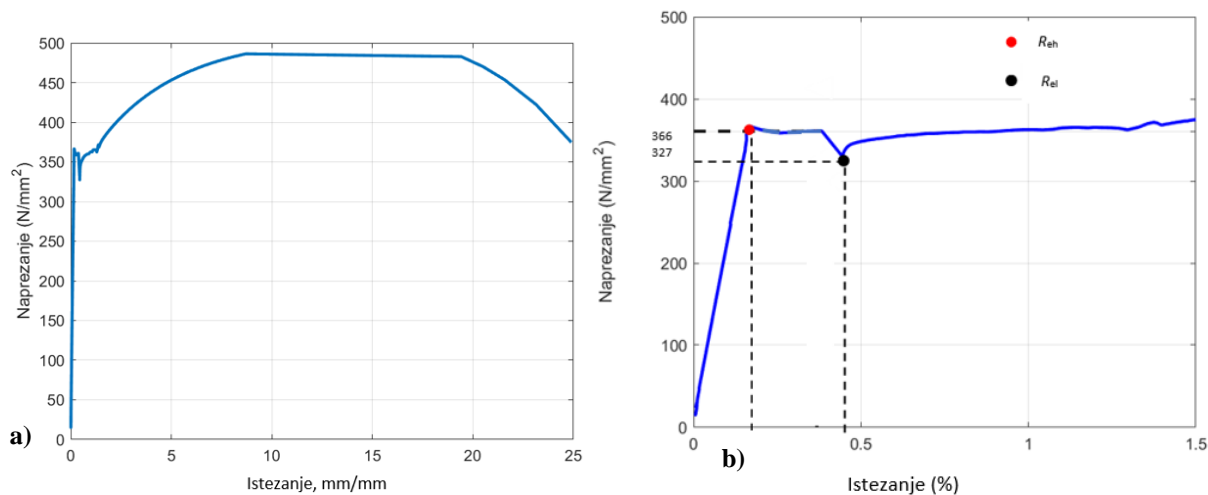 500
450
400
350
300
250
200
150
100
50
0
0 5 10 15 20 25
Naprezanje (N/mm²)
Istezanje, mm/mm
a)
500
400
366
327
300
200
100
0
0 0.5 1 1.5
Naprezanje (N/mm²)
Istezanje (%)
Reh
Rel
b)